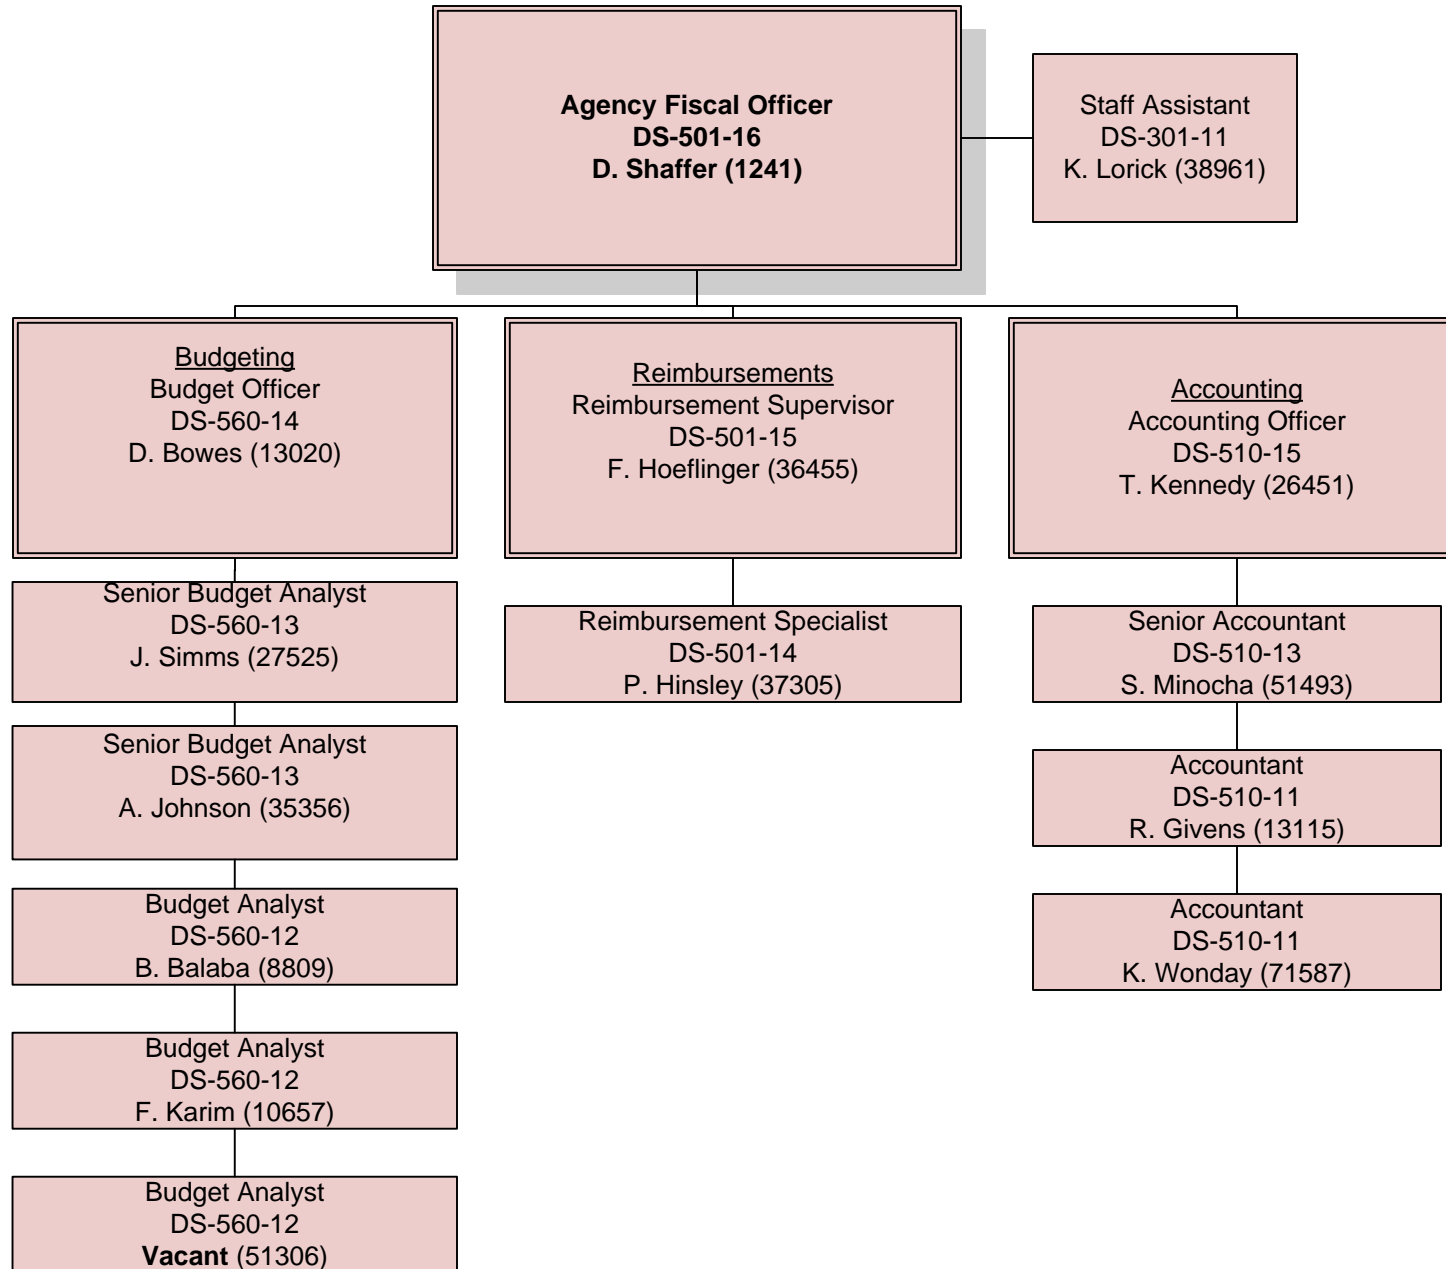 Agency Fiscal Officer
DS-501-16
D. Shaffer (1241)
Staff Assistant
DS-301-11
K. Lorick (38961)
Budgeting
Budget Officer
DS-560-14
D. Bowes (13020)
Senior Budget Analyst
DS-560-13
J. Simms (27525)
Senior Budget Analyst
DS-560-13
A. Johnson (35356)
Budget Analyst
DS-560-12
B. Balaba (8809)
Budget Analyst
DS-560-12
F. Karim (10657)
Budget Analyst
DS-560-12
Vacant (51306)
Reimbursements
Reimbursement Supervisor
DS-501-15
F. Hoeflinger (36455)
Reimbursement Specialist
DS-501-14
P. Hinsley (37305)
Accounting
Accounting Officer
DS-510-15
T. Kennedy (26451)
Senior Accountant
DS-510-13
S. Minocha (51493)
Accountant
DS-510-11
R. Givens (13115)
Accountant
DS-510-11
K. Wonday (71587)